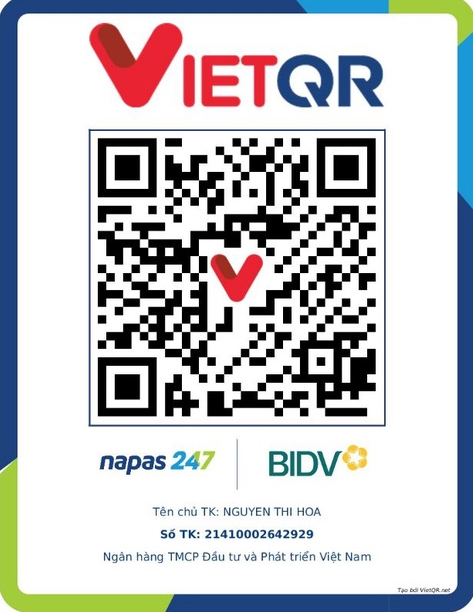 VIETQR
napas 247
BIDV
Tên chủ TK: NGUYEN THI HOA
Số TK: 21410002642929
Ngân hàng TMCP Đầu tư và Phát triển Việt Nam
Tạo bởi VietQR.net